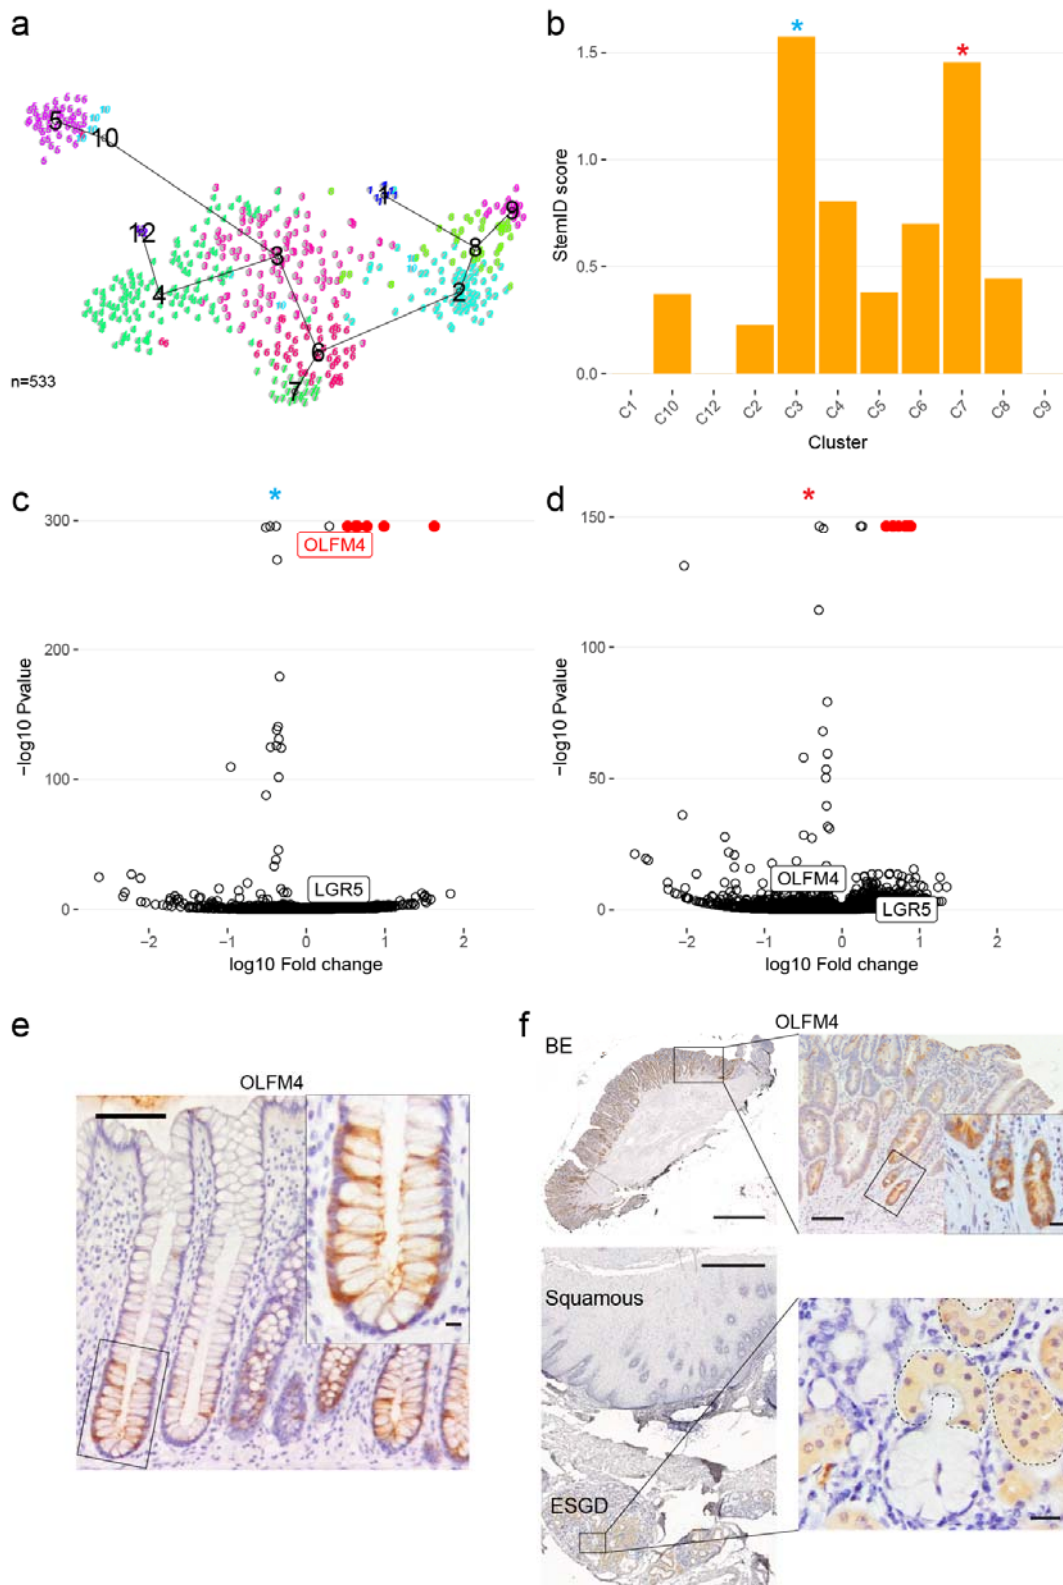 a
5
10
12
3
4
1
9
8
2
6
7
n=533
b
*
*
1.5
1.0
0.5
0.0
StemID score
C1
C10
C12
C2
C3
C4
C5
C6
C7
C8
C9
Cluster
c
*
300
200
100
0
−log10 Pvalue
OLFM4
LGR5
−2
−1
0
1
2
log10 Fold change
d
*
150
100
50
0
−log10 Pvalue
OLFM4
LGR5
−2
−1
0
1
2
log10 Fold change
e
OLFM4
f
OLFM4
BE
Squamous
ESGD